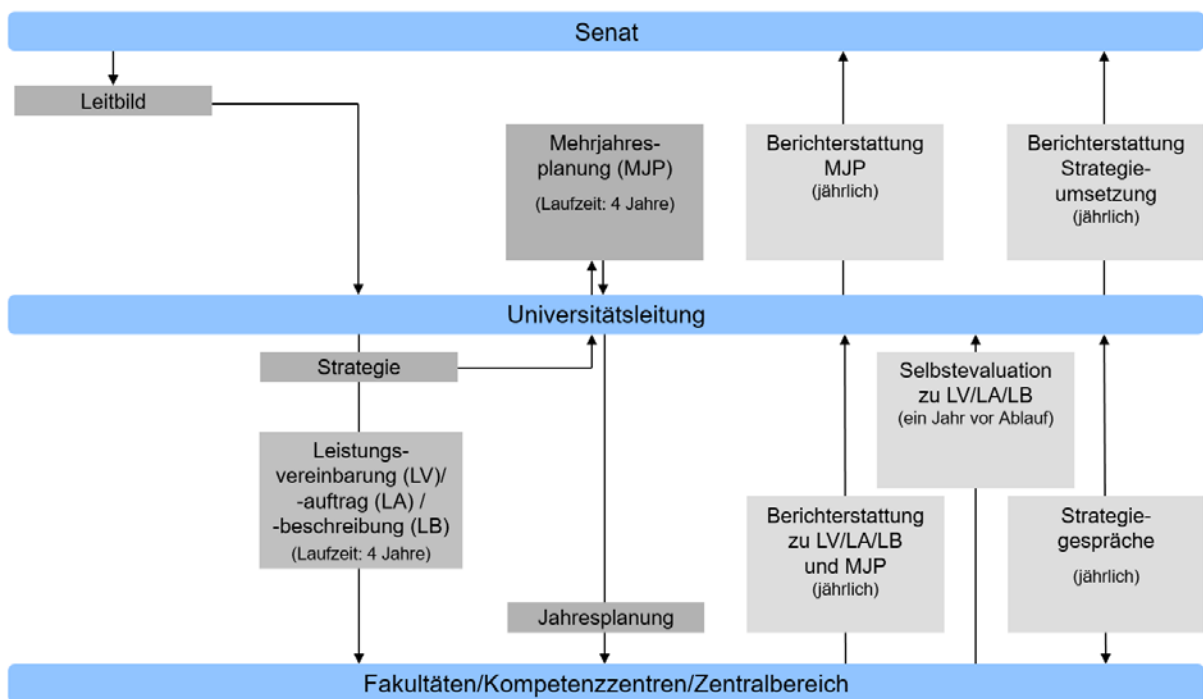 Senat
Leitbild
Mehrjahres-
planung (MJP)
(Laufzeit: 4 Jahre)
Berichterstattung
MJP
(jährlich)
Berichterstattung
Strategie-
umsetzung
(jährlich)
Universitätsleitung
Strategie
Leistungs-
vereinbarung (LV)/
-auftrag (LA) /
-beschreibung (LB)
(Laufzeit: 4 Jahre)
Jahresplanung
Berichterstattung
zu LV/LA/LB
und MJP
(jährlich)
Selbstevaluation
zu LV/LA/LB
(ein Jahr vor Ablauf)
Strategie-
gespräche
(jährlich)
Fakultäten/Kompetenzzentren/Zentralbereich